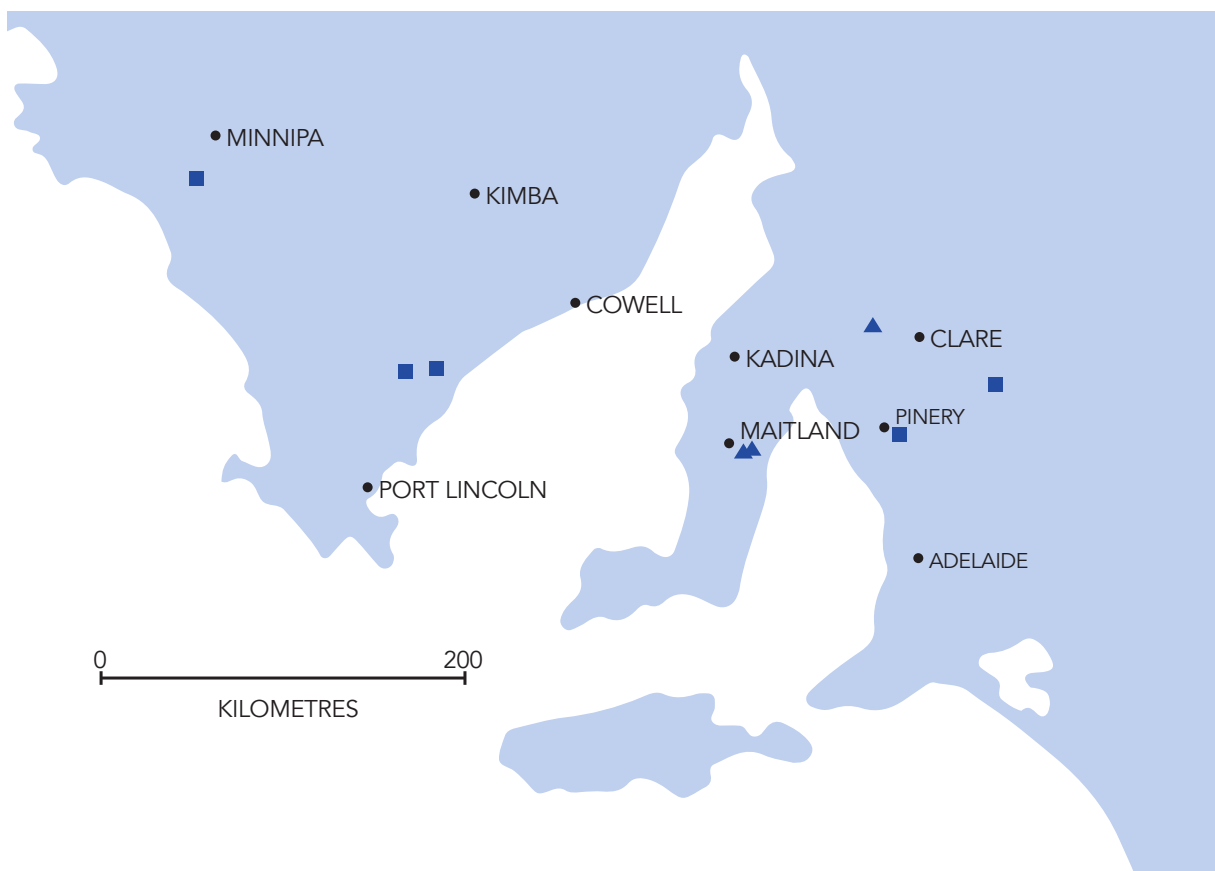 MINNIPA
KIMBA
COWELL
CLARE
KADINA
PINERY
MAITLAND
PORT LINCOLN
ADELAIDE
0 200
KILOMETRES